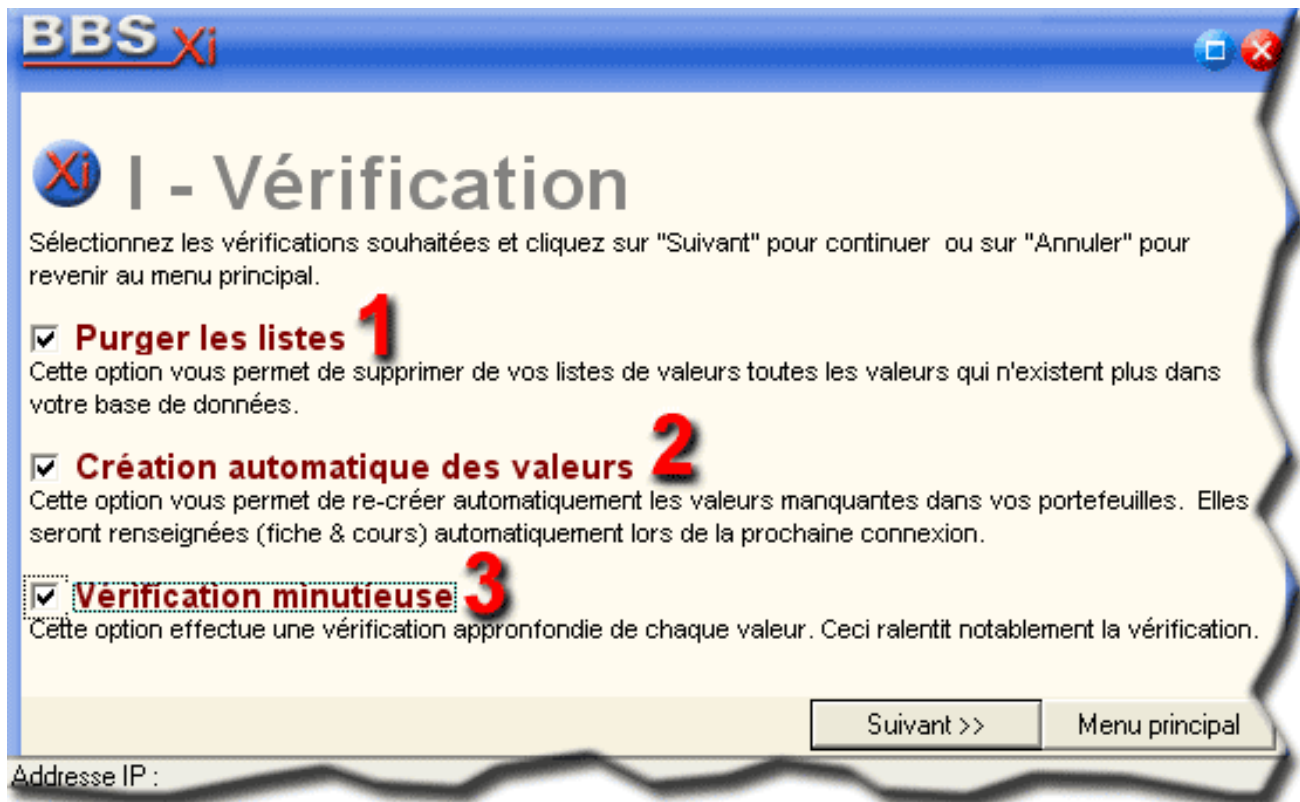 BBS Xi
Xi I - Vérification
Sélectionnez les vérifications souhaitées et cliquez sur "Suivant" pour continuer ou sur "Annuler" pour
revenir au menu principal.
Purger les listes 1
Cette option vous permet de supprimer de vos listes de valeurs toutes les valeurs qui n'existent plus dans
votre base de données.
Création automatique des valeurs 2
Cette option vous permet de re-créer automatiquement les valeurs manquantes dans vos portefeuilles. Elles
seront renseignées (fiche & cours) automatiquement lors de la prochaine connexion.
Vérification minutieuse 3
Cette option effectue une vérification appronfondie de chaque valeur. Ceci ralentit notablement la vérification.
Suivant >> Menu principal
Addresse IP :